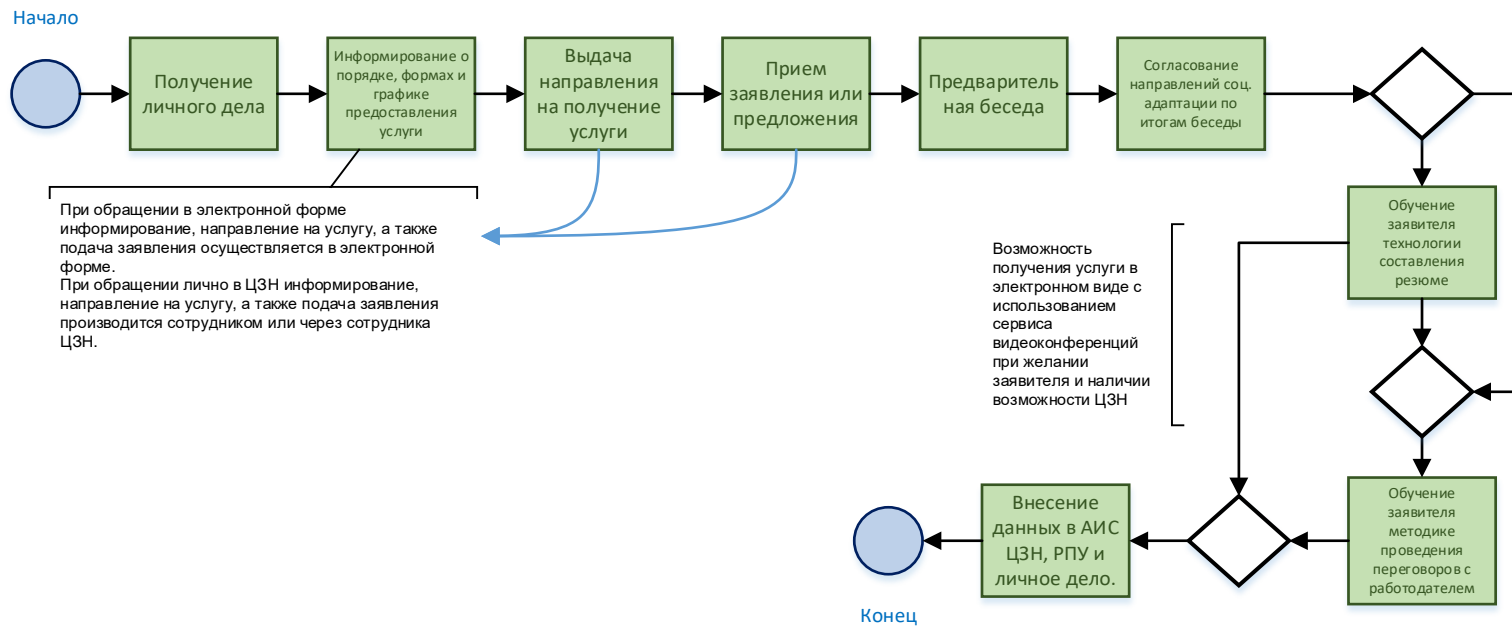 Начало
Получение
личного дела
Информирование о
порядке, формах и
графике
предоставления
услуги
Выдача
направления
на получение
услуги
Прием
заявления или
предложения
Предваритель
ная беседа
Согласование
направлений соц.
адаптации по
итогам беседы
При обращении в электронной форме
информирование, направление на услугу, а также
подача заявления осуществляется в электронной
форме.
При обращении лично в ЦЗН информирование,
направление на услугу, а также подача заявления
производится сотрудником или через сотрудника
ЦЗН.
Обучение
заявителя
технологии
составления
резюме
Возможность
получения услуги в
электронном виде с
использованием
сервиса
видеоконференций
при желании
заявителя и наличии
возможности ЦЗН
Обучение
заявителя
методике
проведения
переговоров с
работодателем
Внесение
данных в АИС
ЦЗН, РПУ и
личное дело.
Конец